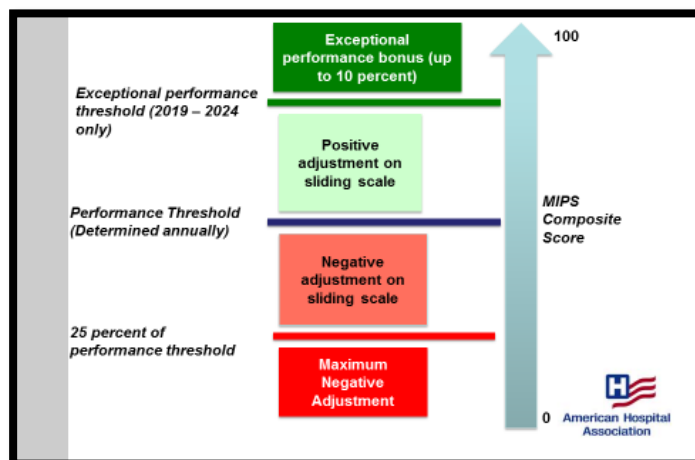 Exceptional
performance bonus (up
to 10 percent)
100
Exceptional performance
threshold (2019 – 2024
only)
Positive
adjustment on
sliding scale
Performance Threshold
(Determined annually)
MIPS
Composite
Score
Negative
adjustment on
sliding scale
25 percent of
performance threshold
Maximum
Negative
Adjustment
0
H
American Hospital
Association